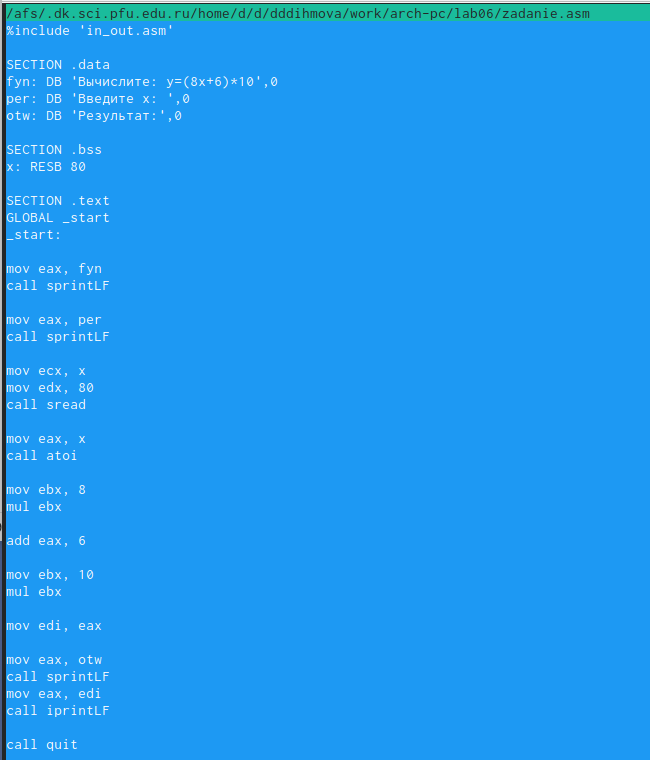 /afs/.dk.sci.pfu.edu.ru/home/d/d/dddihmova/work/arch-pc/lab06/zadanie.asm
%include 'in_out.asm'
SECTION .data
fyn: DB 'Вычислите: y=(8x+6)*10',0
per: DB 'Введите x: ',0
otw: DB 'Результат:',0
SECTION .bss
x: RESB 80
SECTION .text
GLOBAL _start
_start:
mov eax, fyn
call sprintLF
mov eax, per
call sprintLF
mov ecx, x
mov edx, 80
call sread
mov eax, x
call atoi
mov ebx, 8
mul ebx
add eax, 6
mov ebx, 10
mul ebx
mov edi, eax
mov eax, otw
call sprintLF
mov eax, edi
call iprintLF
call quit